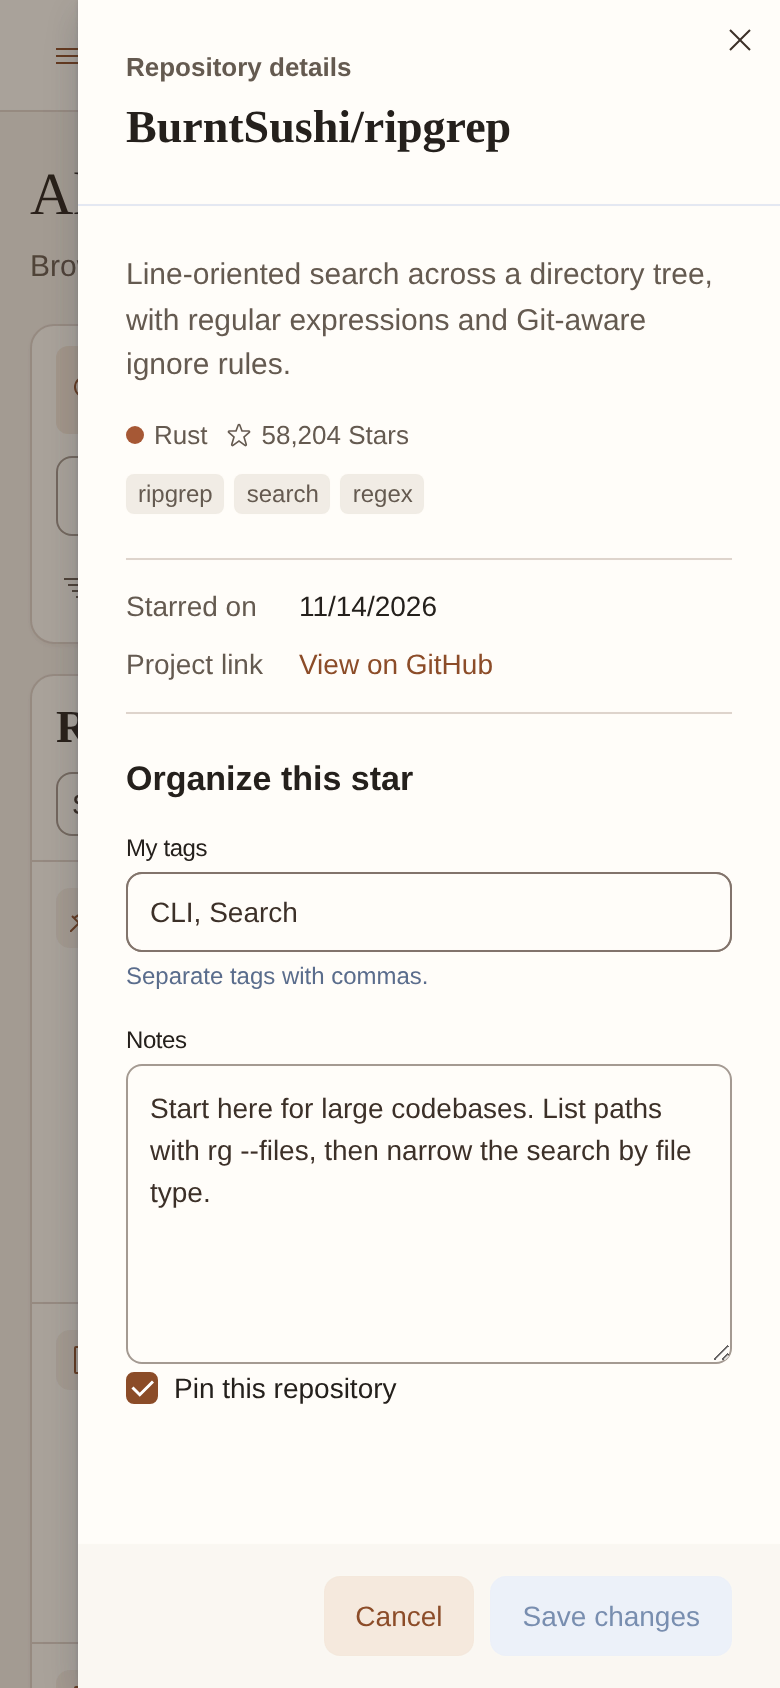 Repository details
BurntSushi/ripgrep
Line-oriented search across a directory tree,
with regular expressions and Git-aware
ignore rules.
Rust 58,204 Stars
ripgrep search regex
Starred on 11/14/2026
Project link View on GitHub
Organize this star
My tags
CLI, Search
Separate tags with commas.
Notes
Start here for large codebases. List paths
with rg --files, then narrow the search by file
type.
Pin this repository
Cancel Save changes